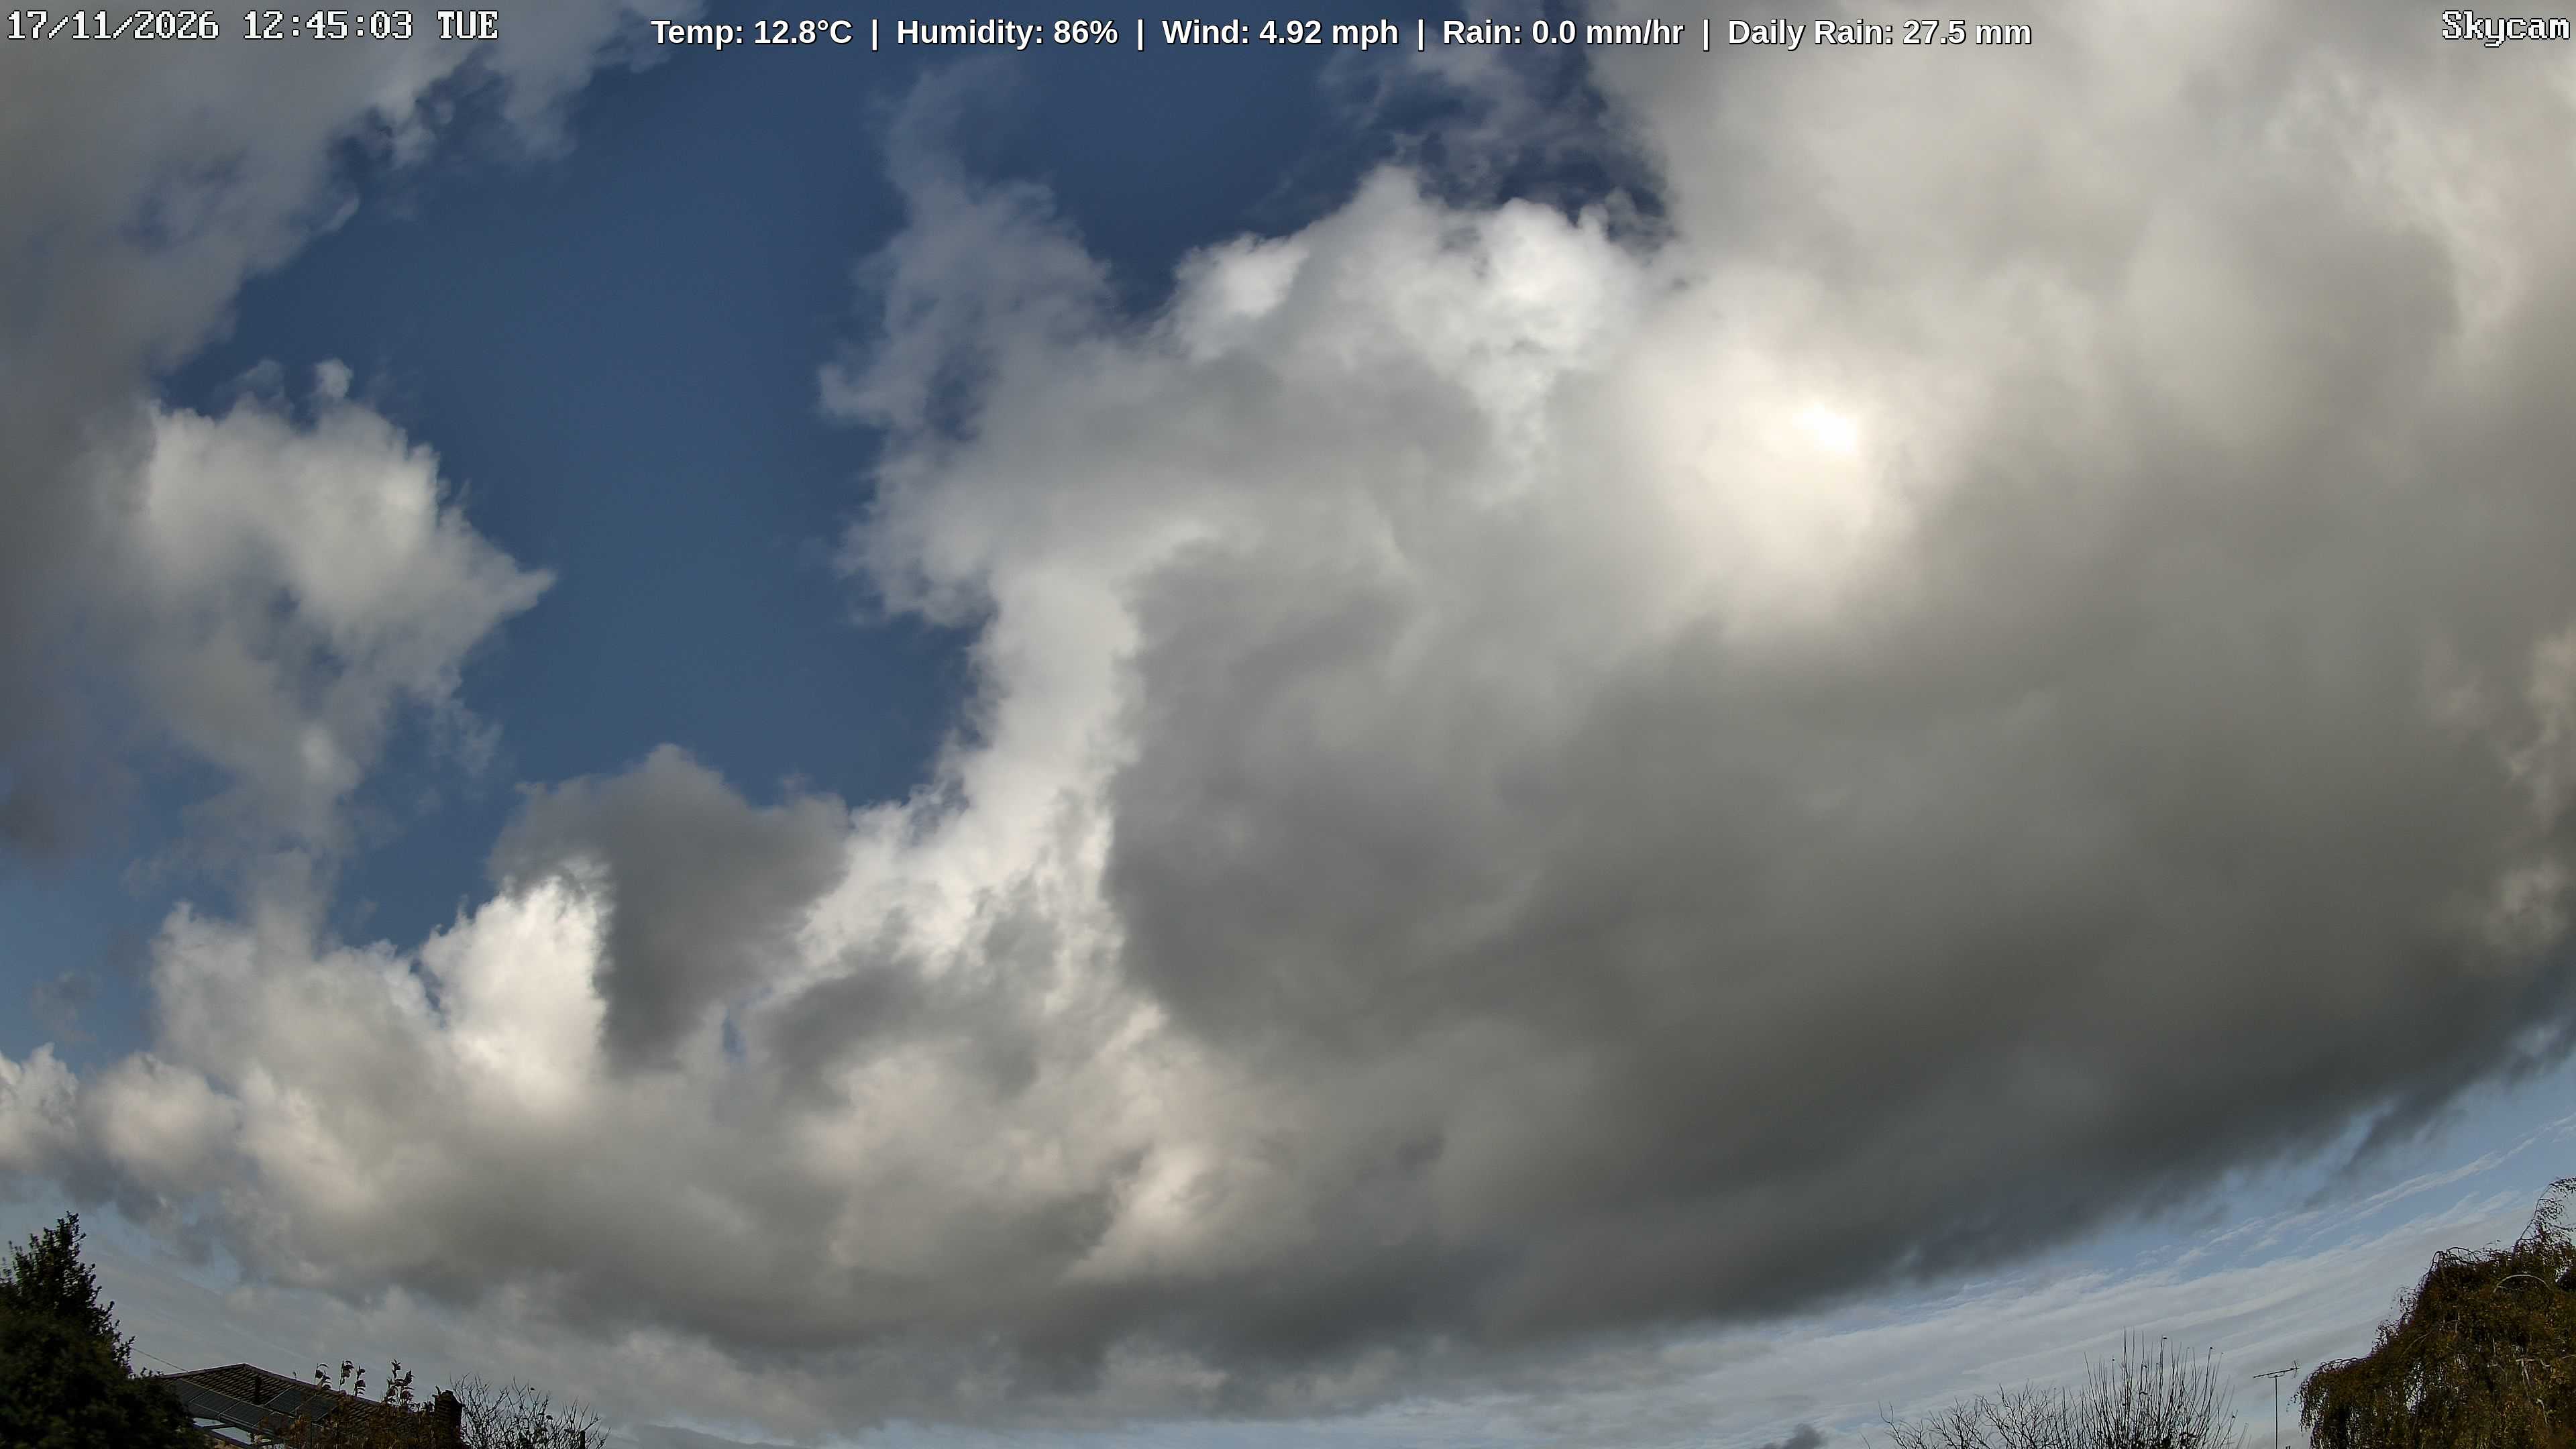 17/11/2026 12:45:03 TUE
Temp: 12.8°C | Humidity: 86% | Wind: 4.92 mph | Rain: 0.0 mm/hr | Daily Rain: 27.5 mm
Skycam